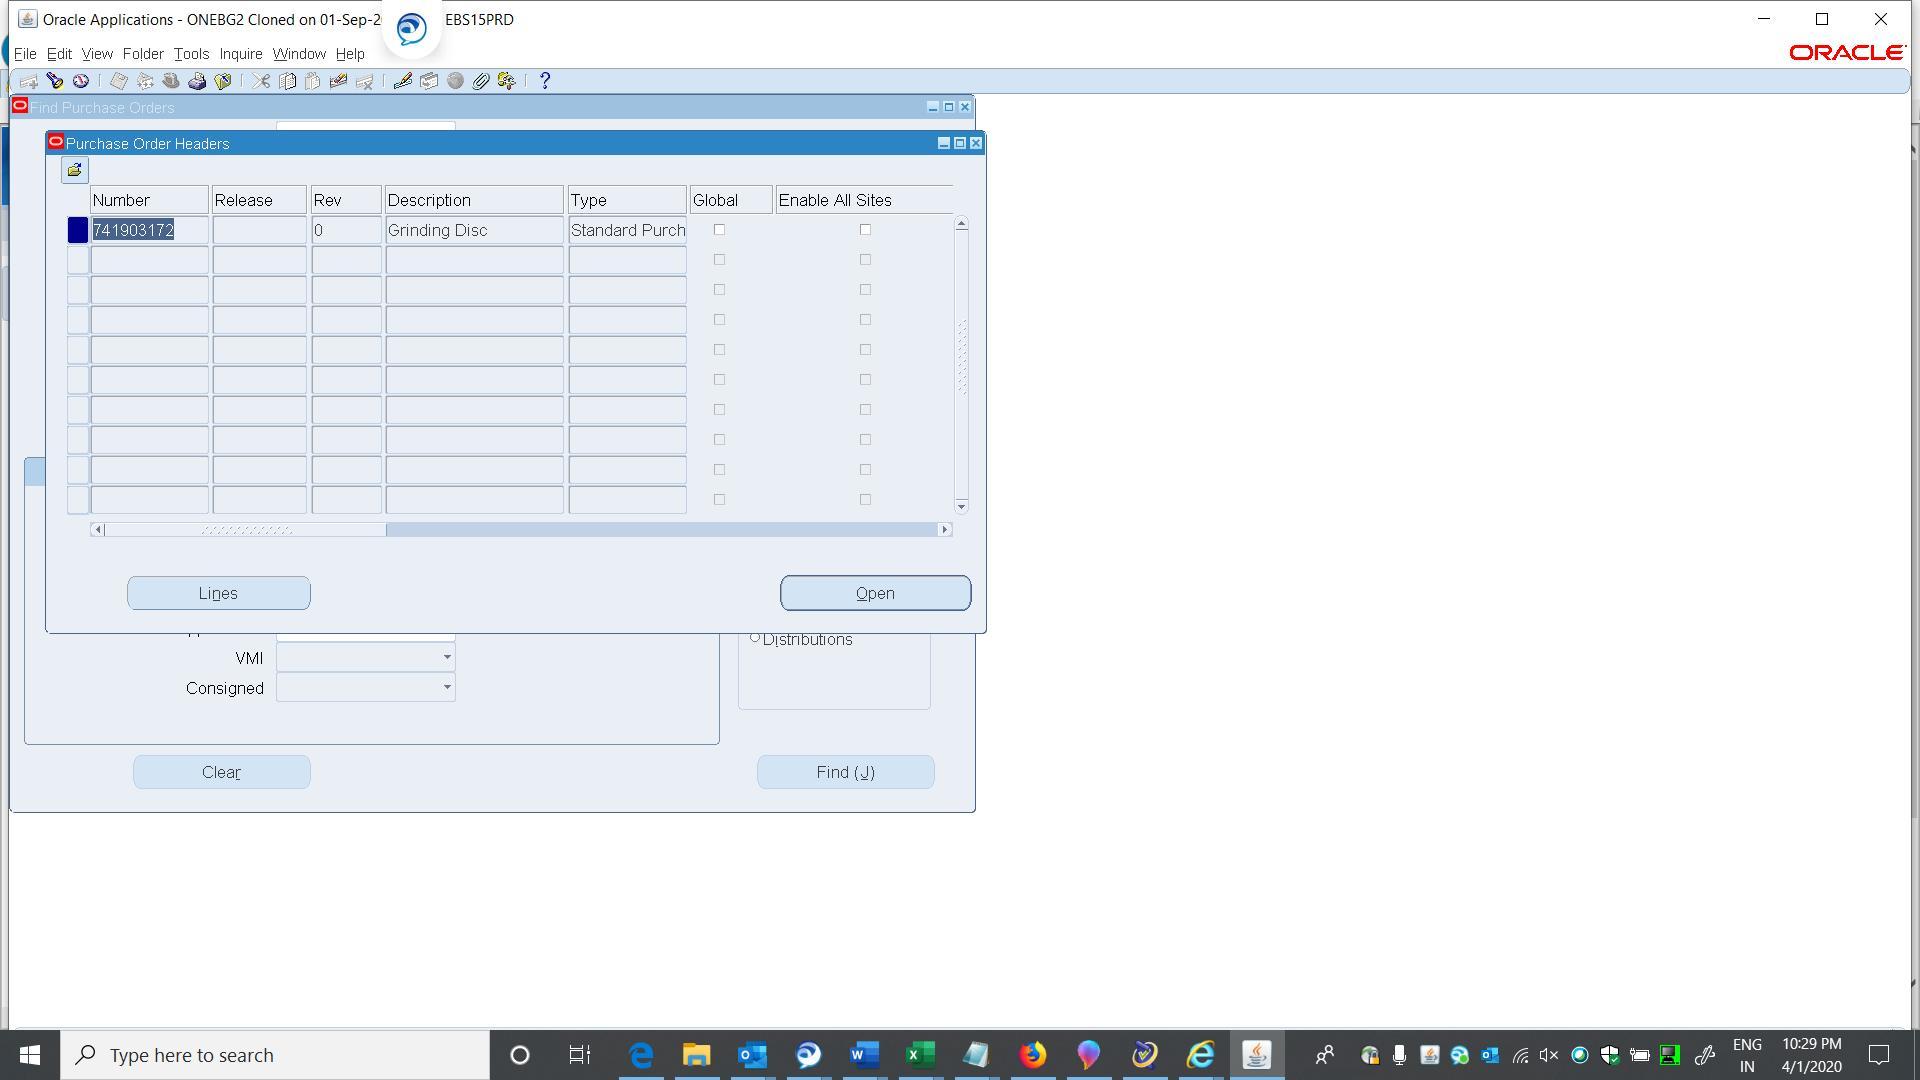 Oracle Applications - ONEBG2 Cloned on 01-Sep-2 EBS15PRD
File Edit View Folder Tools Inquire Window Help
ORACLE
Find Purchase Orders
Purchase Order Headers
Number Release Rev Description Type Global Enable All Sites
741903172 0 Grinding Disc Standard Purch
Lines Open
Distributions
VMI
Consigned
Clear Find (J)
Type here to search
ENG
IN
10:29 PM
4/1/2020